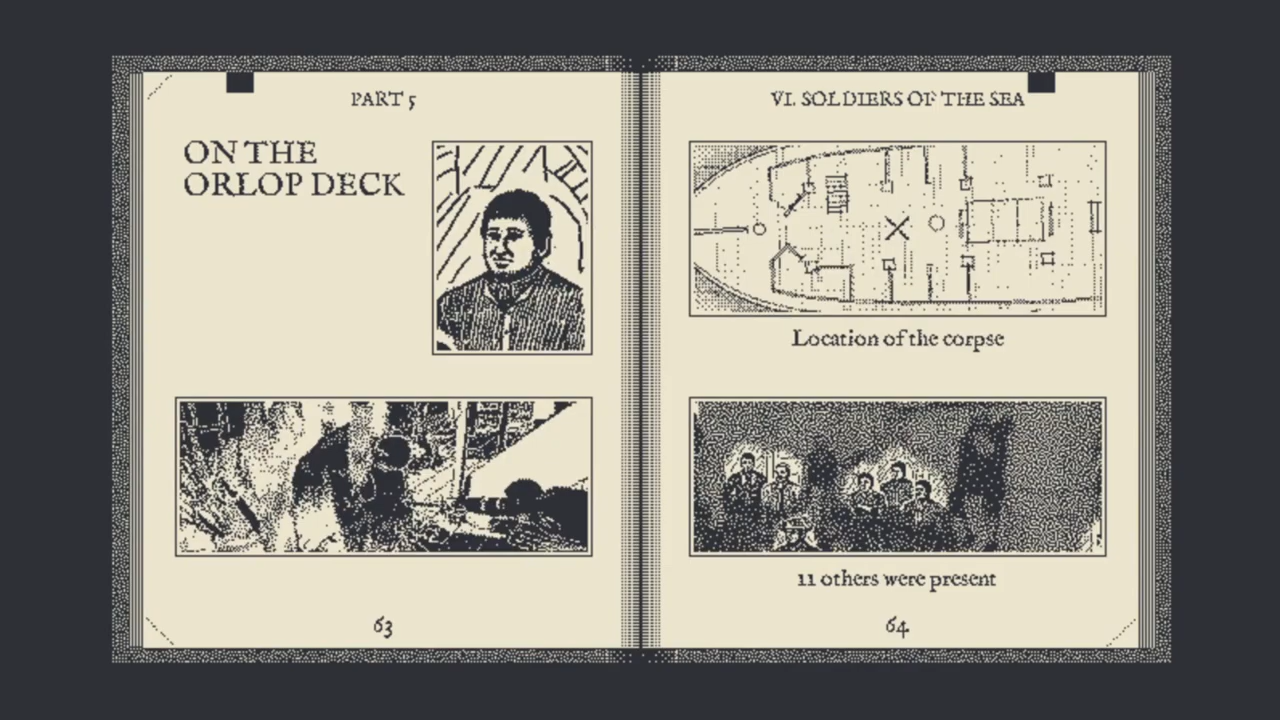 PART 5
ON THE
ORLOP DECK
63
VI. SOLDIERS OF THE SEA
Location of the corpse
11 others were present
64